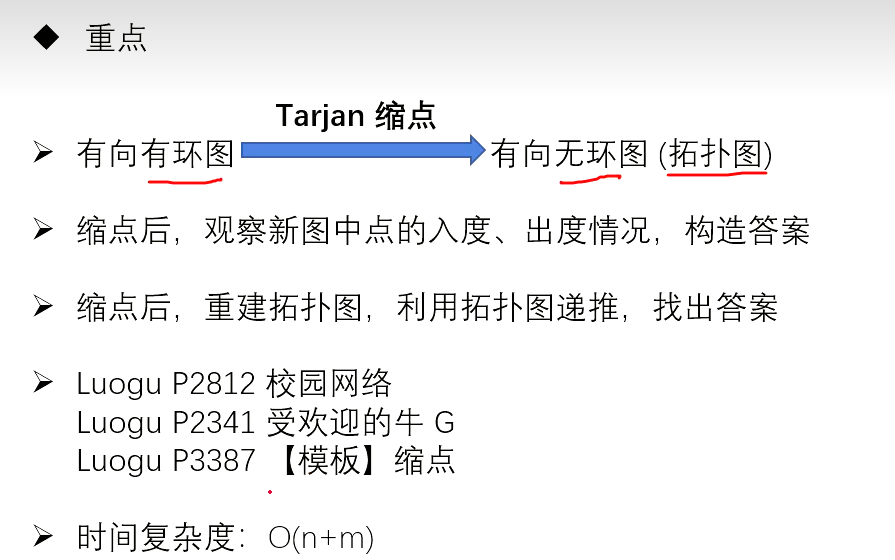 ◆ 重点
Tarjan 缩点
➢ 有向有环图 有向无环图 (拓扑图)
➢ 缩点后，观察新图中点的入度、出度情况，构造答案
➢ 缩点后，重建拓扑图，利用拓扑图递推，找出答案
➢ Luogu P2812 校园网络
Luogu P2341 受欢迎的牛 G
Luogu P3387 【模板】缩点
➢ 时间复杂度：O(n+m)